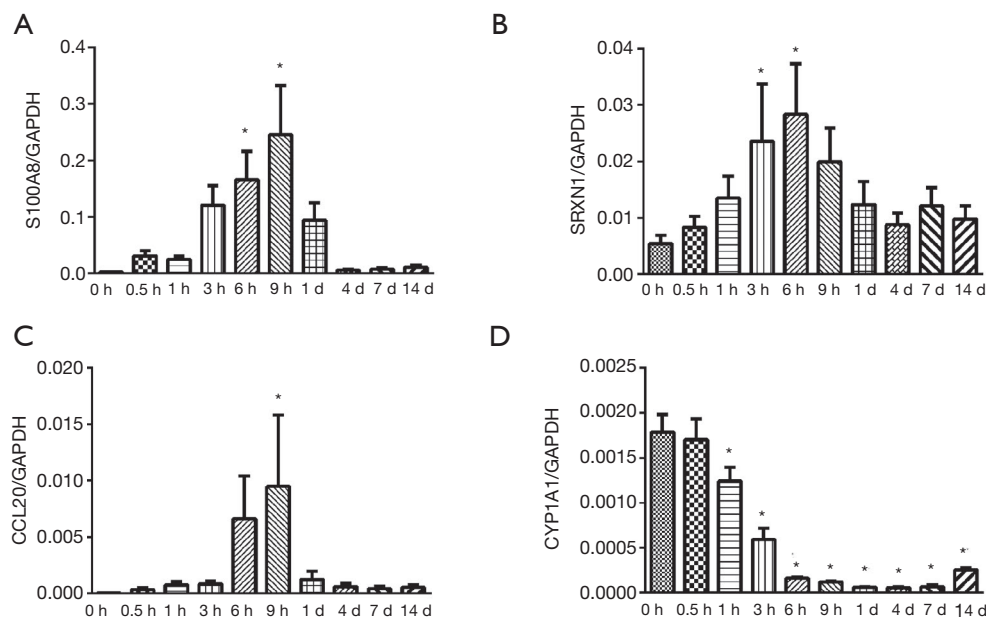 A
S100A8/GAPDH
0.4
0.3
0.2
0.1
0.0
* *
0 h 0.5 h 1 h 3 h 6 h 9 h 1 d 4 d 7 d 14 d
B
SRXN1/GAPDH
0.04
0.03
0.02
0.01
0.00
* *
0 h 0.5 h 1 h 3 h 6 h 9 h 1 d 4 d 7 d 14 d
C
CCL20/GAPDH
0.020
0.015
0.010
0.005
0.000
*
0 h 0.5 h 1 h 3 h 6 h 9 h 1 d 4 d 7 d 14 d
D
CYP1A1/GAPDH
0.0025
0.0020
0.0015
0.0010
0.0005
0.0000
* * * * * * * *
0 h 0.5 h 1 h 3 h 6 h 9 h 1 d 4 d 7 d 14 d